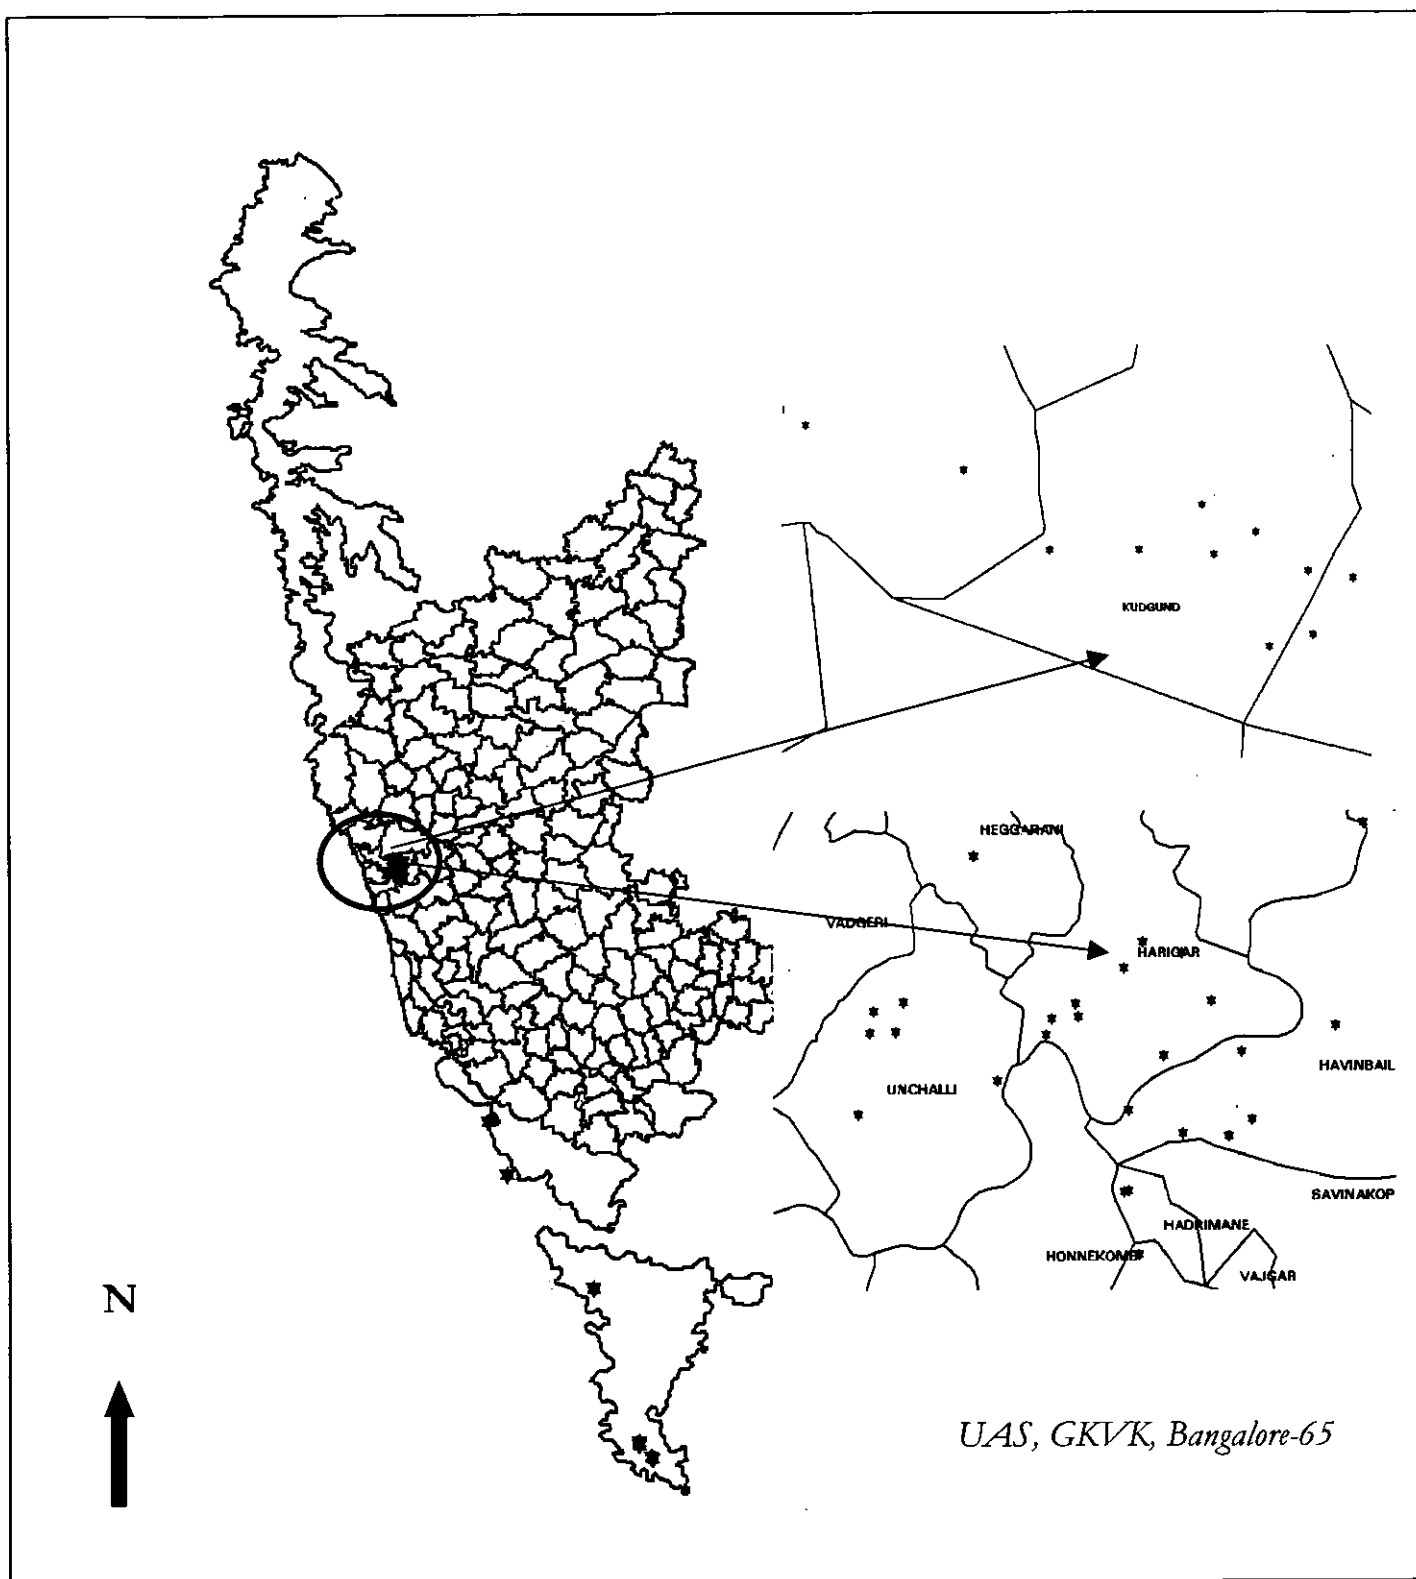 KUDGUND
HEGGARANI
VADGERI
HARIGAR
HAVINBAIL
UNCHALLI
SAVINAKOP
HADRIMANE
HONNEKOMB
VAJGAR
N
UAS, GKVK, Bangalore-65